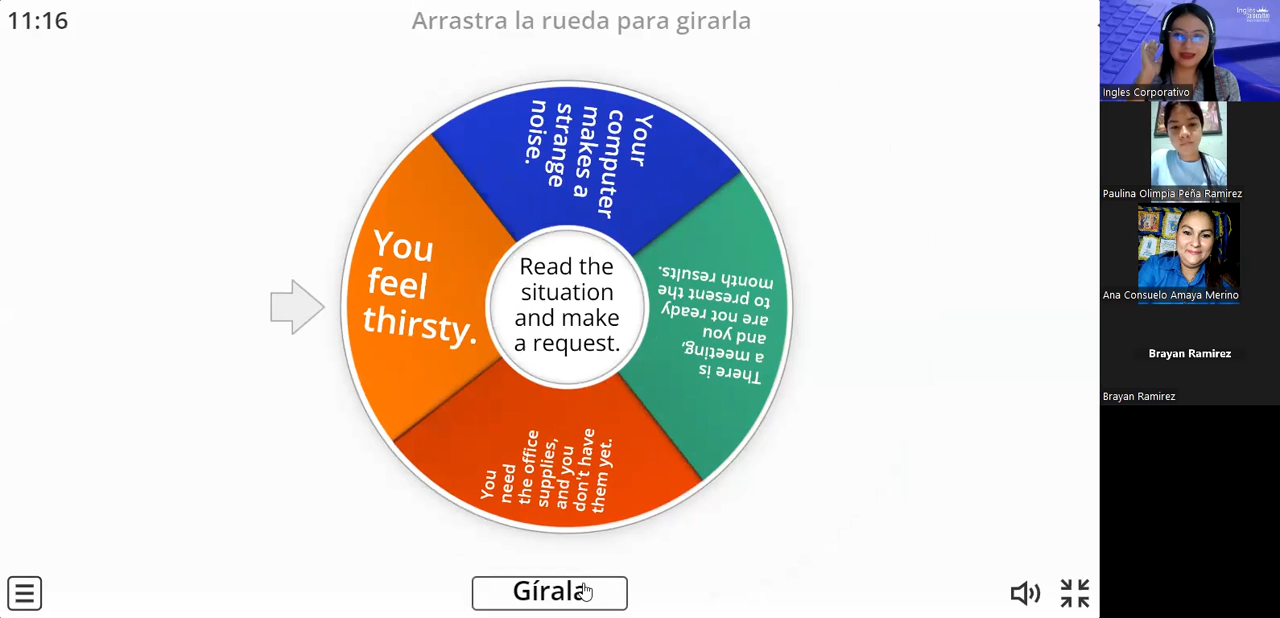 11:16
Arrastra la rueda para girarla
Your
computer
makes a
strange
noise.
You
feel
thirsty.
Read the
situation
and make
a request.
There is
a meeting,
and you
are not ready
to present the
month results.
You
need
the office
supplies,
and you
don't have
them yet.
Gírala
Ingles
Ingles Corporativo
Paulina Olimpia Peña Ramirez
Ana Consuelo Amaya Merino
Brayan Ramirez
Brayan Ramirez